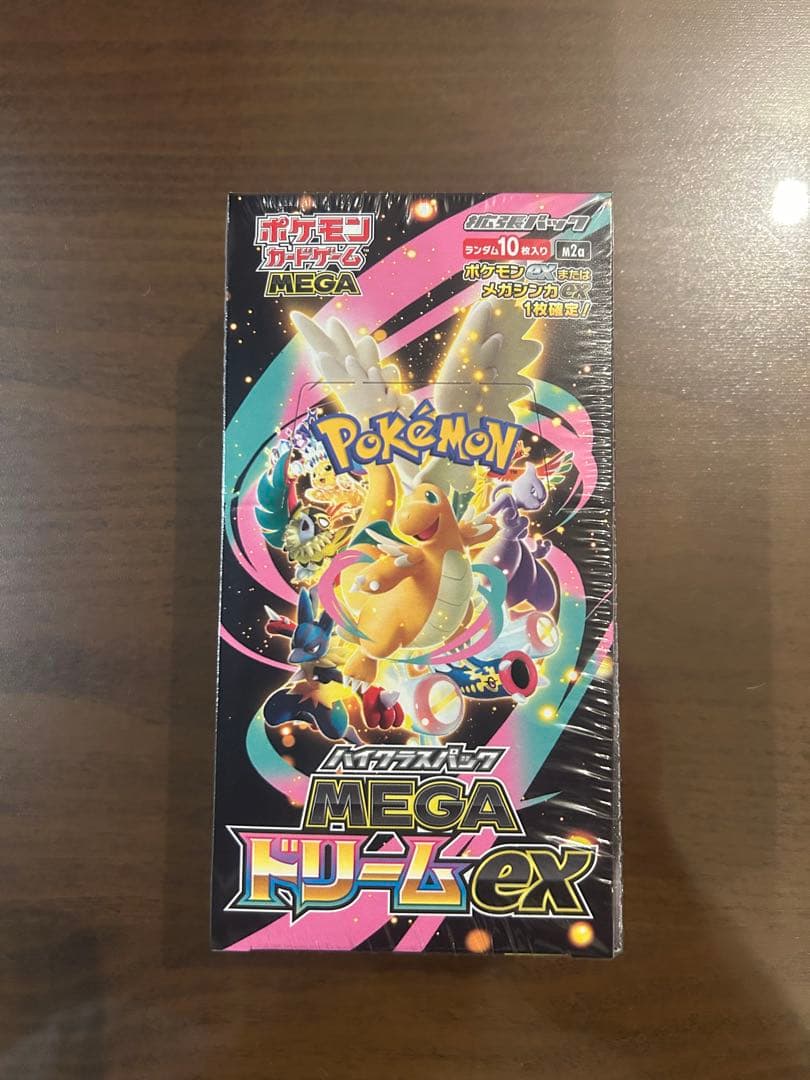 ポケモン
カードゲーム
MEGA
拡張パック
ランダム10枚入り
M2a
ポケモンexまたは
メガシンカex
1枚確定!
POKéMON
ハイクラスパック
MEGA
ドリームex